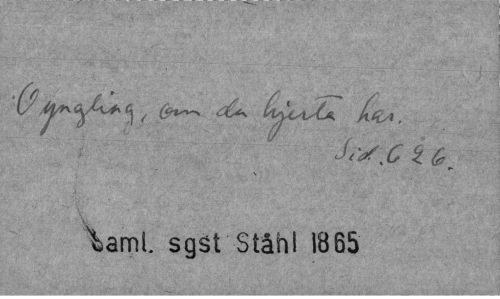 O yngling, om du hjerta har.
Sid. 626.
Saml. sgst Ståhl 1865